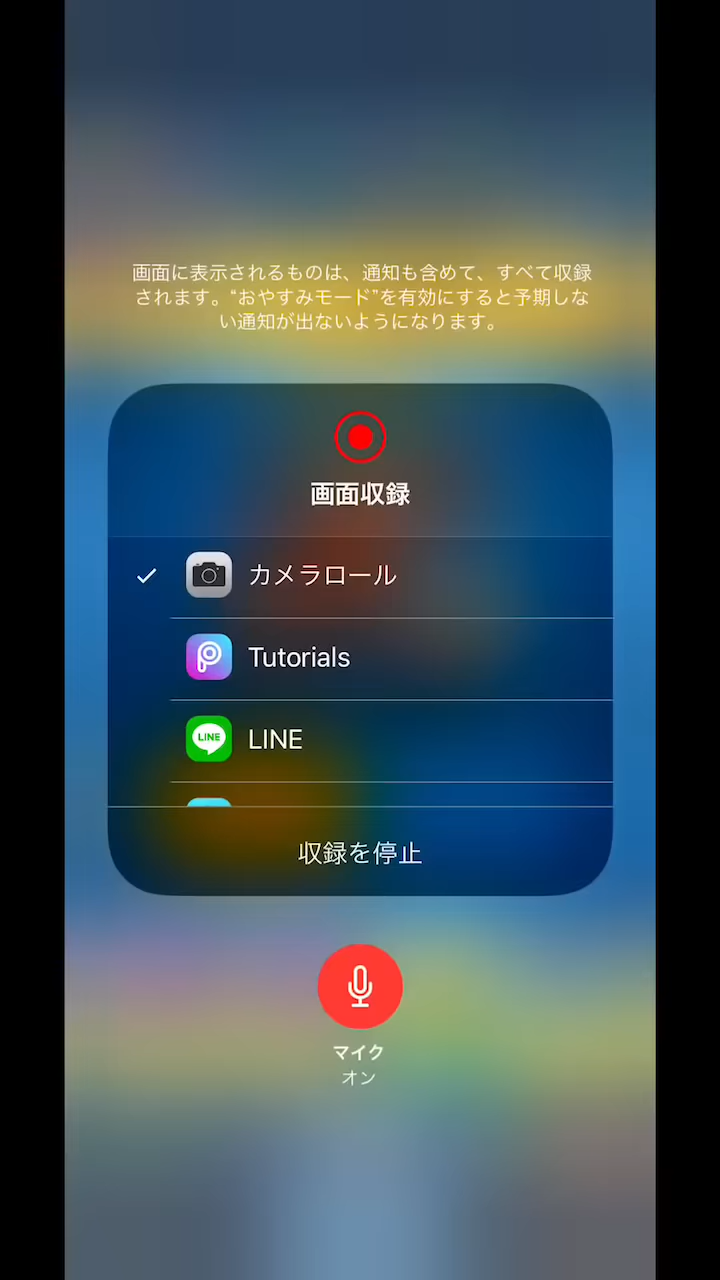 画面に表示されるものは、通知も含めて、すべて収録
されます。“おやすみモード”を有効にすると予期しな
い通知が出ないようになります。
画面収録
カメラロール
Tutorials
LINE
LINE
収録を停止
マイク
オン